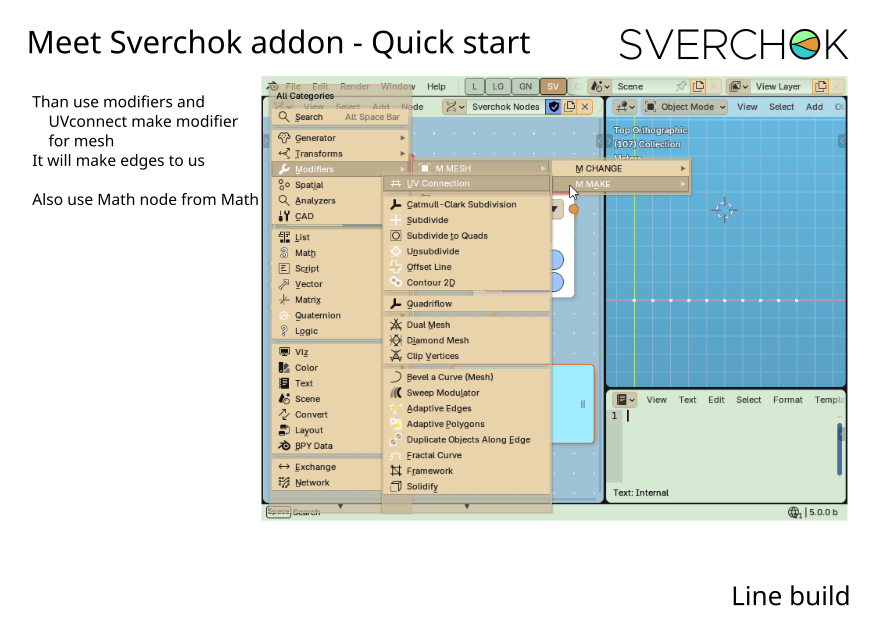 Meet Sverchok addon - Quick start
SVERCHOK
Than use modifiers and
UVconnect make modifier
for mesh
It will make edges to us
Also use Math node from Math
File Edit Render Window Help
L LG GN SV
Scene
View Layer
All Categories
View Select Add Node
Sverchok Nodes
Object Mode
View Select Add
Search Alt Space Bar
Generator
Transforms
Modifiers
Spatial
Analyzers
CAD
List
Math
Script
Vector
Matrix
Quaternion
Logic
Viz
Color
Text
Scene
Convert
Layout
BPY Data
Exchange
Network
M MESH
UV Connection
Catmull-Clark Subdivision
Subdivide
Subdivide to Quads
Unsubdivide
Offset Line
Contour 2D
Quadriflow
Dual Mesh
Diamond Mesh
Clip Vertices
Bevel a Curve (Mesh)
Sweep Modulator
Adaptive Edges
Adaptive Polygons
Duplicate Objects Along Edge
Fractal Curve
Framework
Solidify
M CHANGE
M MAKE
Top Orthographic
(107) Collection
Meters
View Text Edit Select Format Templa
1
Text: Internal
Space Search
5.0.0 b
Line build